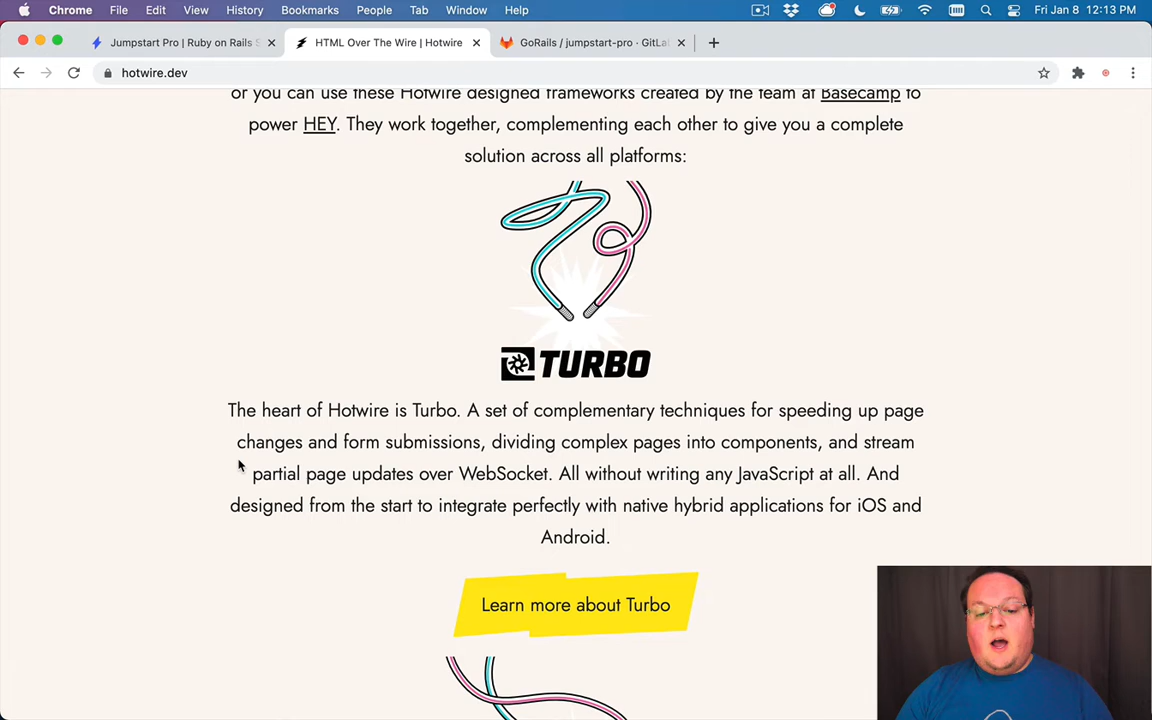 Chrome File Edit View History Bookmarks People Tab Window Help Fri Jan 8 12:13 PM
Jumpstart Pro | Ruby on Rails HTML Over The Wire | Hotwire GoRails / jumpstart-pro · GitLa
hotwire.dev
or you can use these Hotwire designed frameworks created by the team at Basecamp to
power HEY. They work together, complementing each other to give you a complete
solution across all platforms:
TURBO
The heart of Hotwire is Turbo. A set of complementary techniques for speeding up page
changes and form submissions, dividing complex pages into components, and stream
partial page updates over WebSocket. All without writing any JavaScript at all. And
designed from the start to integrate perfectly with native hybrid applications for iOS and
Android.
Learn more about Turbo